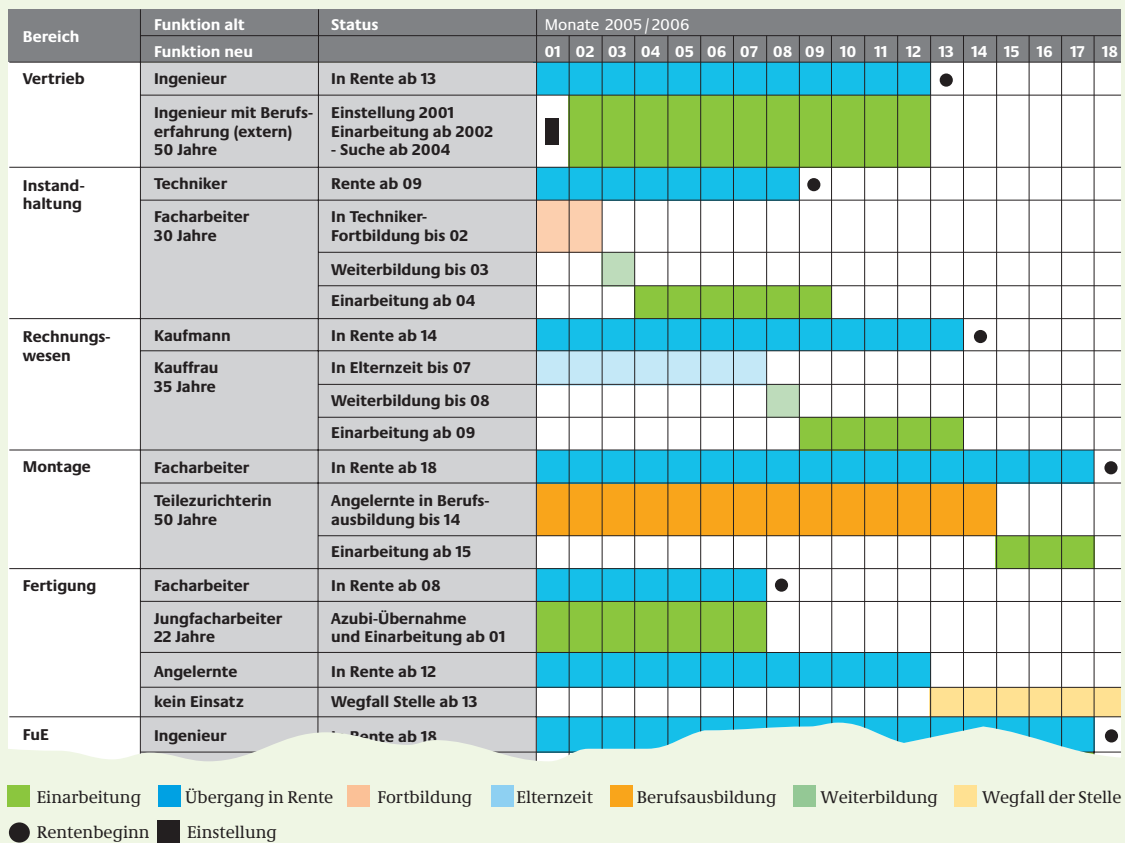 Bereich Funktion alt Status Monate 2005/2006
Funktion neu 01 02 03 04 05 06 07 08 09 10 11 12 13 14 15 16 17 18
Vertrieb Ingenieur In Rente ab 13
Ingenieur mit Berufs- Einstellung 2001
erfahrung (extern) Einarbeitung ab 2002
50 Jahre - Suche ab 2004
Instand- Techniker Rente ab 09
haltung
Facharbeiter In Techniker-
30 Jahre Fortbildung bis 02
Weiterbildung bis 03
Einarbeitung ab 04
Rechnungs- Kaufmann In Rente ab 14
wesen
Kauffrau In Elternzeit bis 07
35 Jahre
Weiterbildung bis 08
Einarbeitung ab 09
Montage Facharbeiter In Rente ab 18
Teilezurichterin Angelernte in Berufs-
50 Jahre ausbildung bis 14
Einarbeitung ab 15
Fertigung Facharbeiter In Rente ab 08
Jungfacharbeiter Azubi-Übernahme
22 Jahre und Einarbeitung ab 01
Angelernte In Rente ab 12
kein Einsatz Wegfall Stelle ab 13
FuE Ingenieur In Rente ab 18
Einarbeitung Übergang in Rente Fortbildung Elternzeit Berufsausbildung Weiterbildung Wegfall der Stelle
Rentenbeginn Einstellung